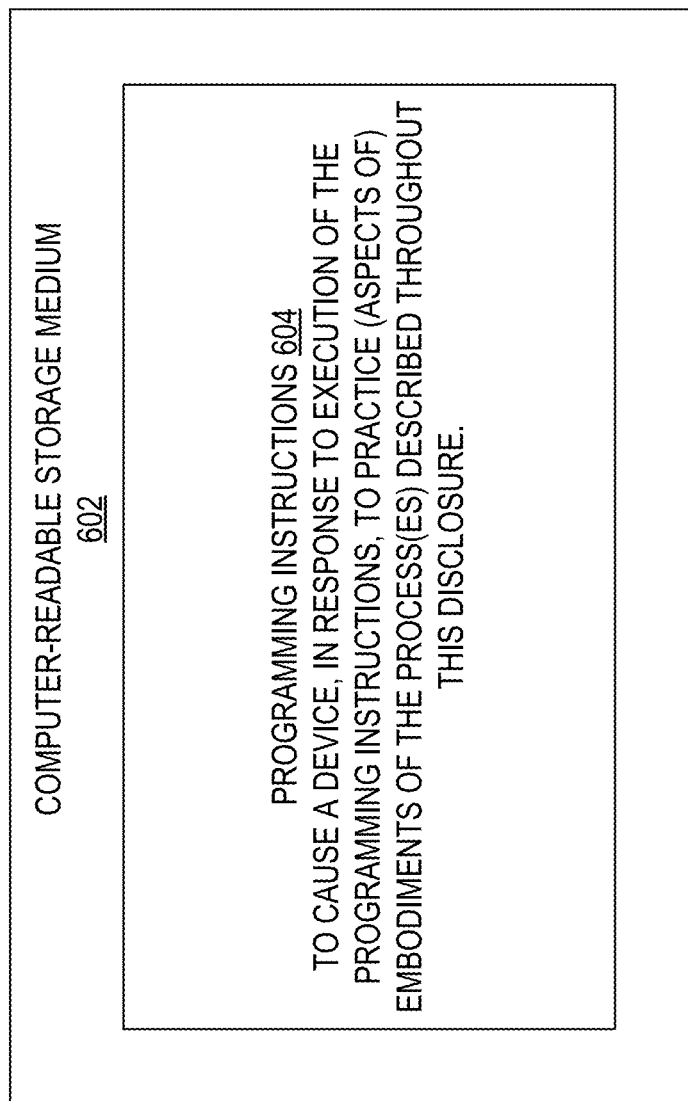 COMPUTER-READABLE STORAGE MEDIUM
602
PROGRAMMING INSTRUCTIONS 604
TO CAUSE A DEVICE, IN RESPONSE TO EXECUTION OF THE
PROGRAMMING INSTRUCTIONS, TO PRACTICE (ASPECTS OF)
EMBODIMENTS OF THE PROCESS(ES) DESCRIBED THROUGHOUT
THIS DISCLOSURE.